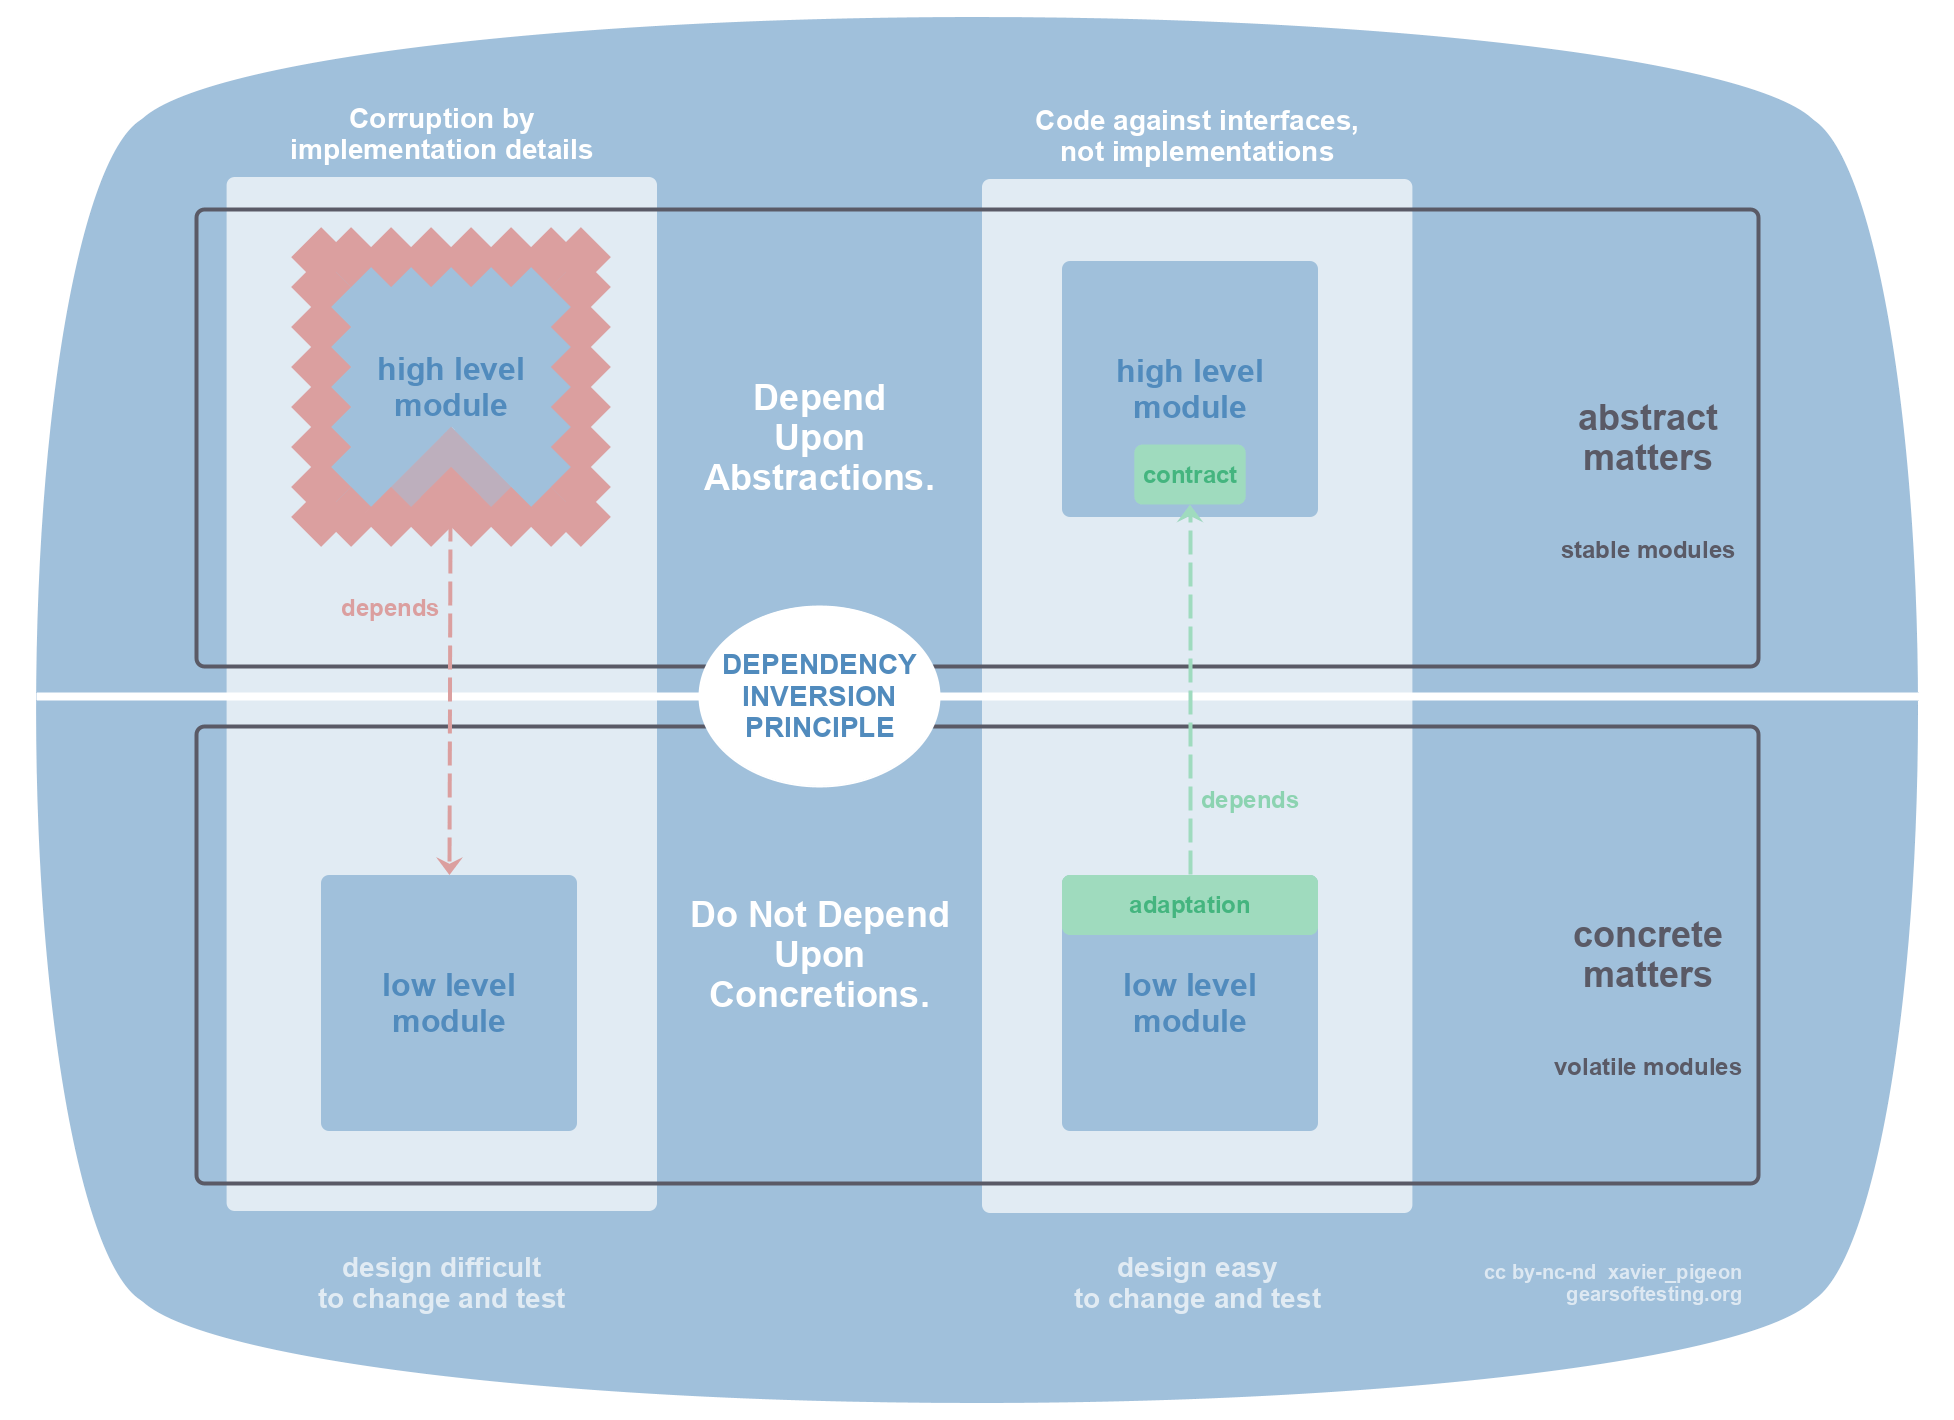 Corruption by
implementation details
Code against interfaces,
not implementations
high level
module
Depend
Upon
Abstractions.
high level
module
contract
abstract
matters
stable modules
depends
DEPENDENCY
INVERSION
PRINCIPLE
depends
low level
module
Do Not Depend
Upon
Concretions.
adaptation
low level
module
concrete
matters
volatile modules
design difficult
to change and test
design easy
to change and test
cc by-nc-nd  xavier_pigeon
gearsoftesting.org